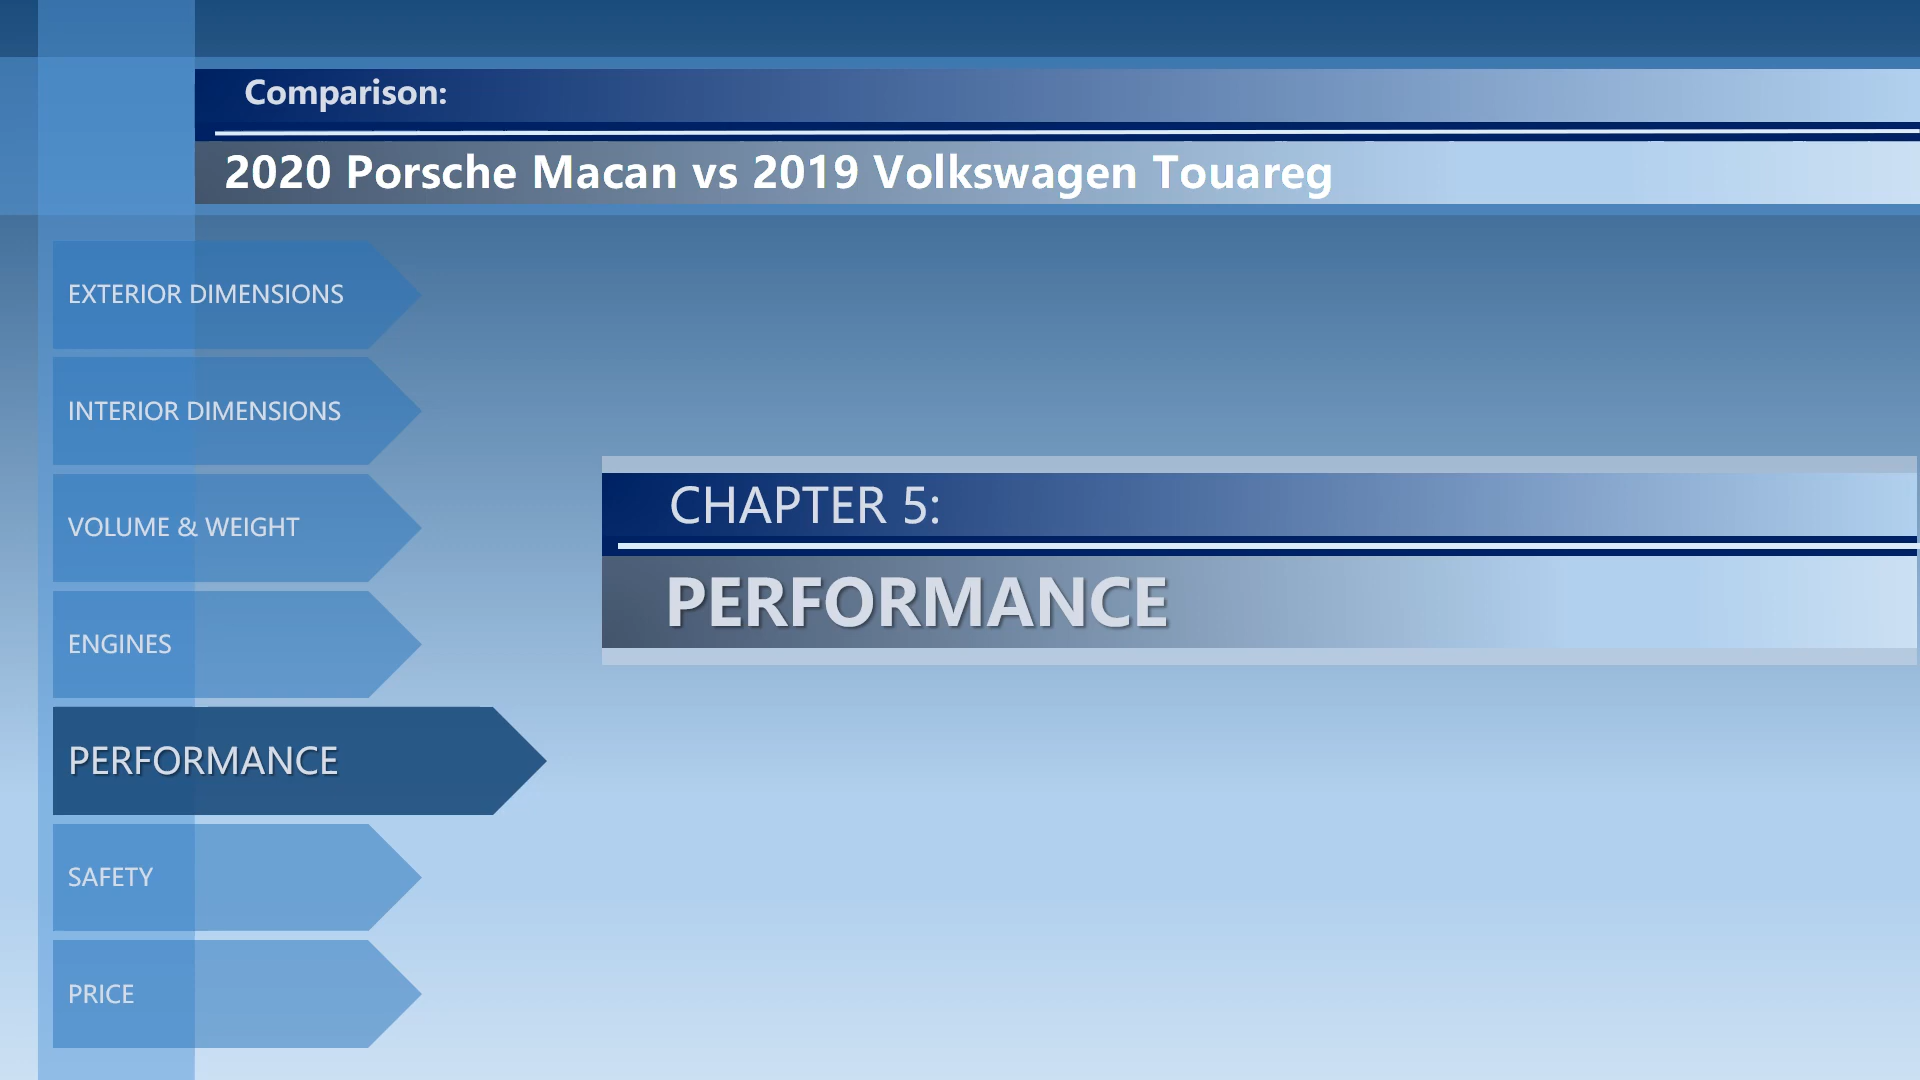 Comparison:
2020 Porsche Macan vs 2019 Volkswagen Touareg
EXTERIOR DIMENSIONS
INTERIOR DIMENSIONS
VOLUME & WEIGHT
ENGINES
PERFORMANCE
SAFETY
PRICE
CHAPTER 5:
PERFORMANCE